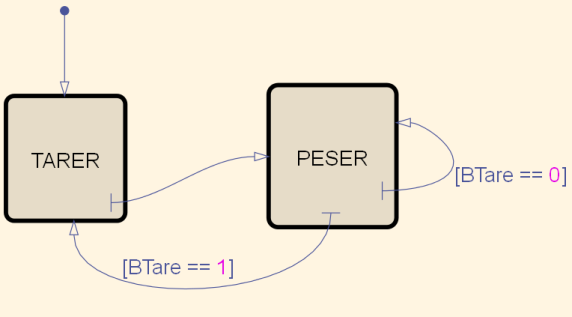 TARER
PESER
[BTare == 0]
[BTare == 1]